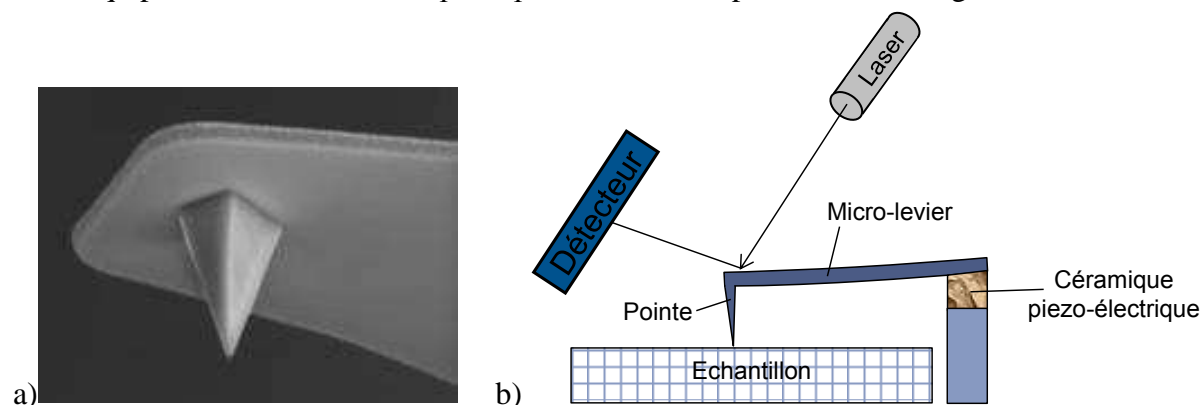 Laser
Détecteur
Micro-levier
Pointe
Céramique
piezo-électrique
Echantillon
a)
b)